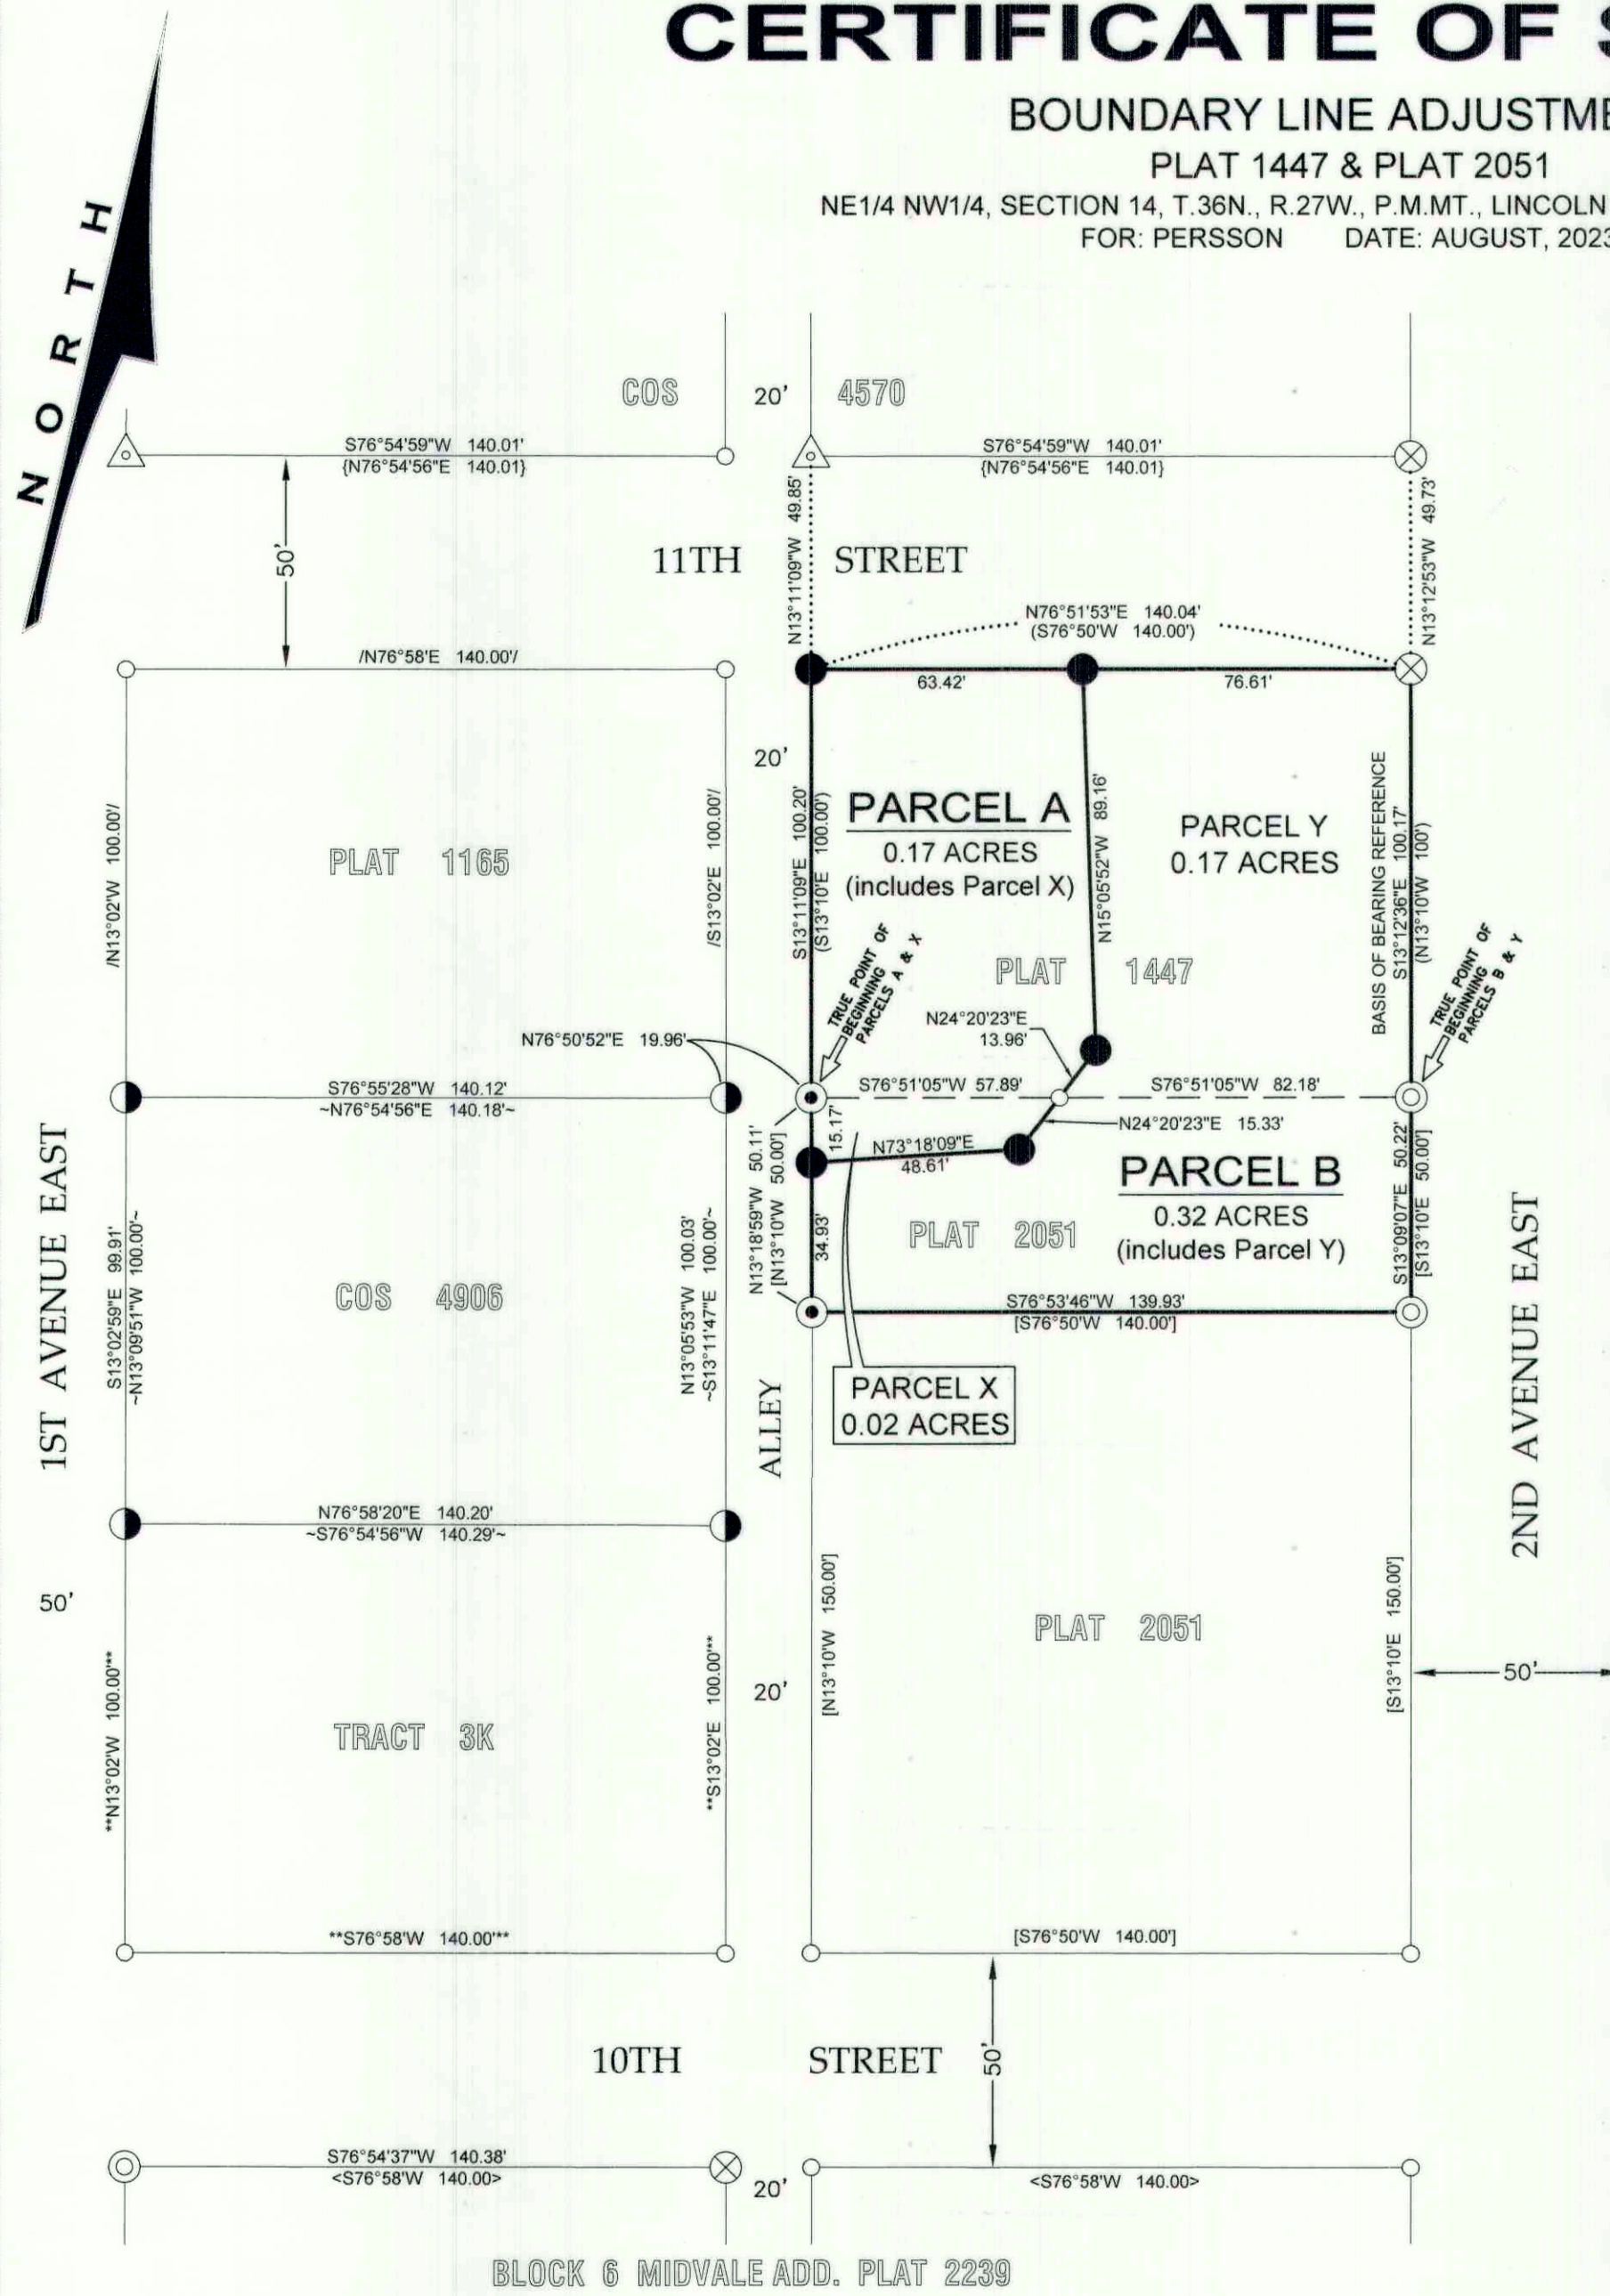 CERTIFICATE OF
BOUNDARY LINE ADJUSTME
PLAT 1447 & PLAT 2051
NE1/4 NW1/4, SECTION 14, T.36N., R.27W., P.M.MT., LINCOLN
FOR: PERSSON DATE: AUGUST, 2023
NORTH
COS 20' 4570
S76°54'59"W 140.01'
{N76°54'56"E 140.01}
S76°54'59"W 140.01'
{N76°54'56"E 140.01}
50'
N13°11'09"W 49.85'
N13°12'53"W 49.73'
11TH STREET
N76°51'53"E 140.04'
(S76°50'W 140.00')
/N76°58'E 140.00'/
63.42'
76.61'
20'
/N13°02'W 100.00'/
PLAT 1165
/S13°02'E 100.00'/
S13°11'09"E 100.20'
(S13°10'E 100.00')
PARCEL A
0.17 ACRES
(includes Parcel X)
N15°05'52"W 89.16'
PARCEL Y
0.17 ACRES
BASIS OF BEARING REFERENCE
S13°12'36"E 100.17'
(N13°10'W 100')
TRUE POINT OF
BEGINNING
PARCELS A & X
TRUE POINT OF
BEGINNING
PARCELS B & Y
PLAT 1447
N24°20'23"E
13.96'
N76°50'52"E 19.96'
S76°55'28"W 140.12'
~N76°54'56"E 140.18'~
S76°51'05"W 57.89'
S76°51'05"W 82.18'
N24°20'23"E 15.33'
15.17'
N73°18'09"E
48.61'
N13°18'59"W 50.11'
[N13°10'W 50.00']
34.93'
PARCEL B
0.32 ACRES
(includes Parcel Y)
PLAT 2051
S13°09'07"E 50.22'
[S13°10'E 50.00']
S76°53'46"W 139.93'
[S76°50'W 140.00']
1ST AVENUE EAST
S13°02'59"E 99.91'
~N13°09'51"W 100.00'~
COS 4906
N13°05'53"W 100.03'
~S13°11'47"E 100.00'~
ALLEY
PARCEL X
0.02 ACRES
2ND AVENUE EAST
N76°58'20"E 140.20'
~S76°54'56"W 140.29'~
50'
**N13°02'W 100.00'**
TRACT 3K
**S13°02'E 100.00'**
20'
[N13°10'W 150.00']
PLAT 2051
[S13°10'E 150.00']
50'
**S76°58'W 140.00'**
[S76°50'W 140.00']
10TH STREET
50'
S76°54'37"W 140.38'
<S76°58'W 140.00>
20'
<S76°58'W 140.00>
BLOCK 6 MIDVALE ADD. PLAT 2239